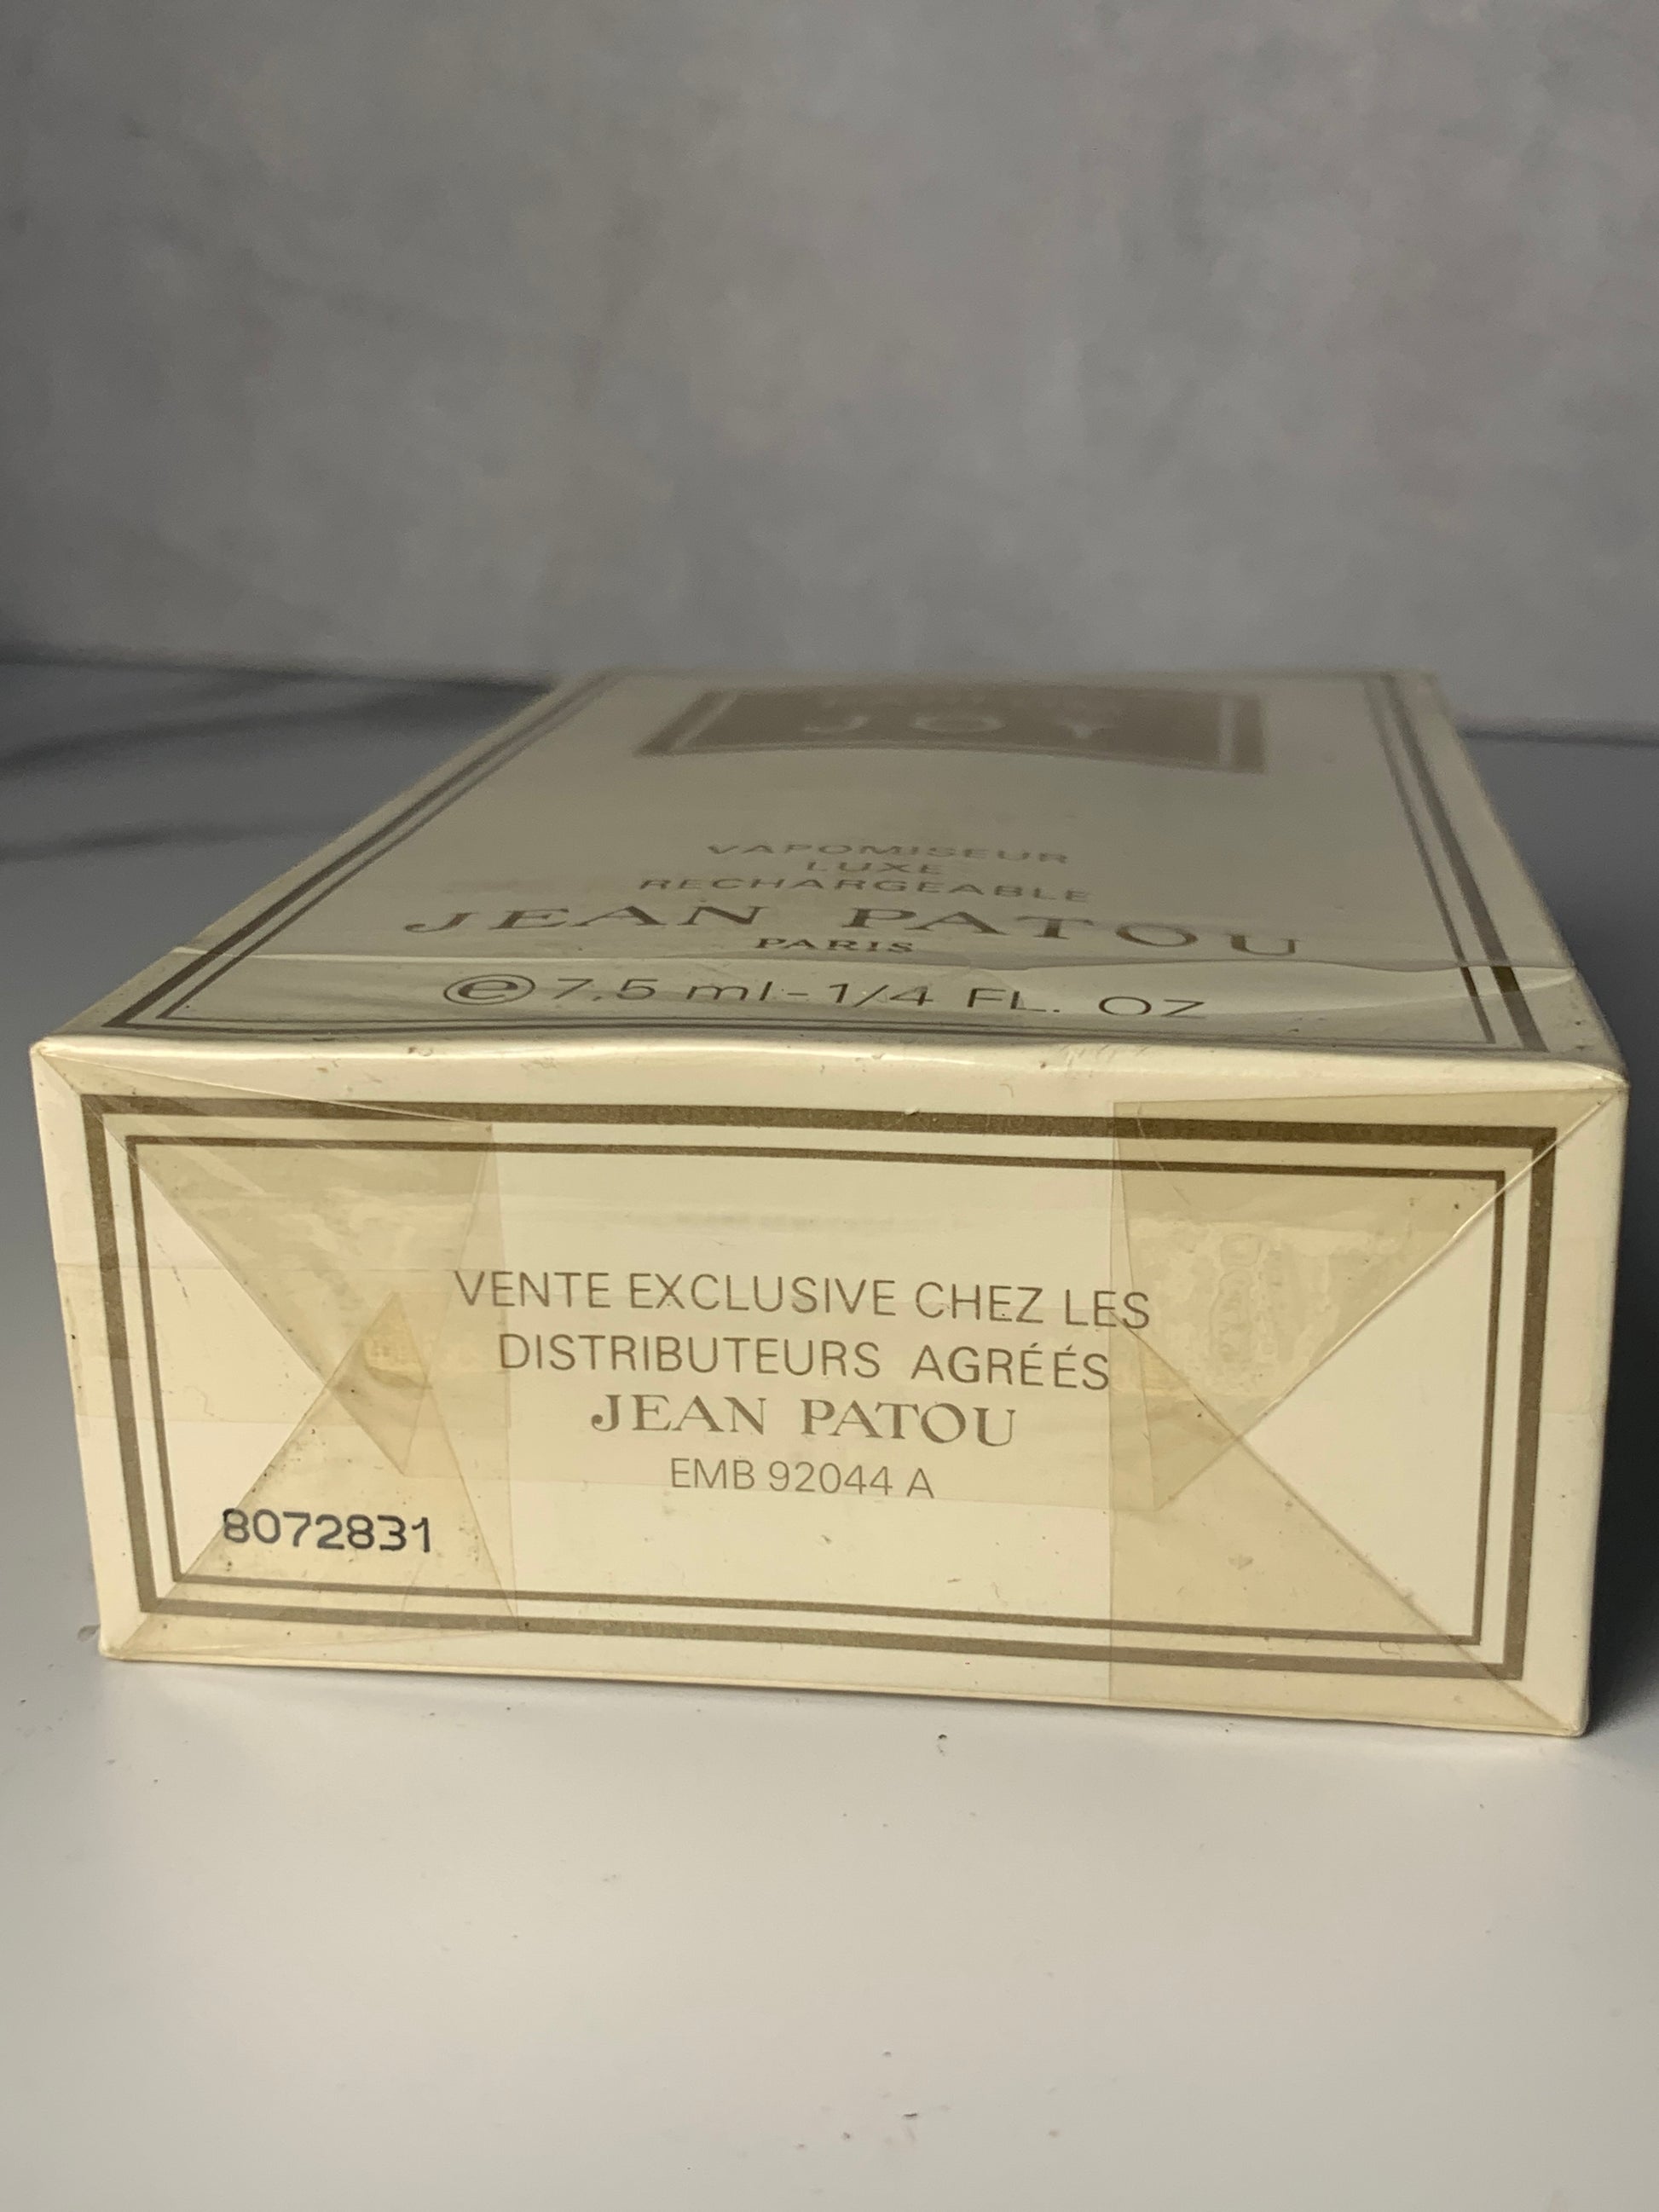 JOY
VAPOMISEUR
LUXE
RECHARGEABLE
JEAN PATOU
PARIS
℮ 7,5 ml - 1/4 FL. OZ
VENTE EXCLUSIVE CHEZ LES
DISTRIBUTEURS AGRÉÉS
JEAN PATOU
EMB 92044 A
8072831